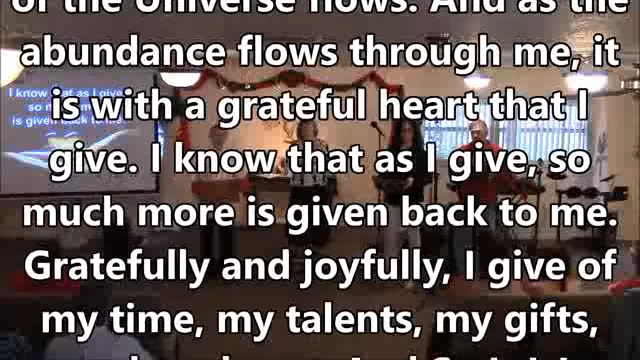 of the Universe flows. And as the
abundance flows through me, it
is with a grateful heart that I
give. I know that as I give, so
much more is given back to me.
Gratefully and joyfully, I give of
my time, my talents, my gifts,
I know that as I give,
so
is given back to me